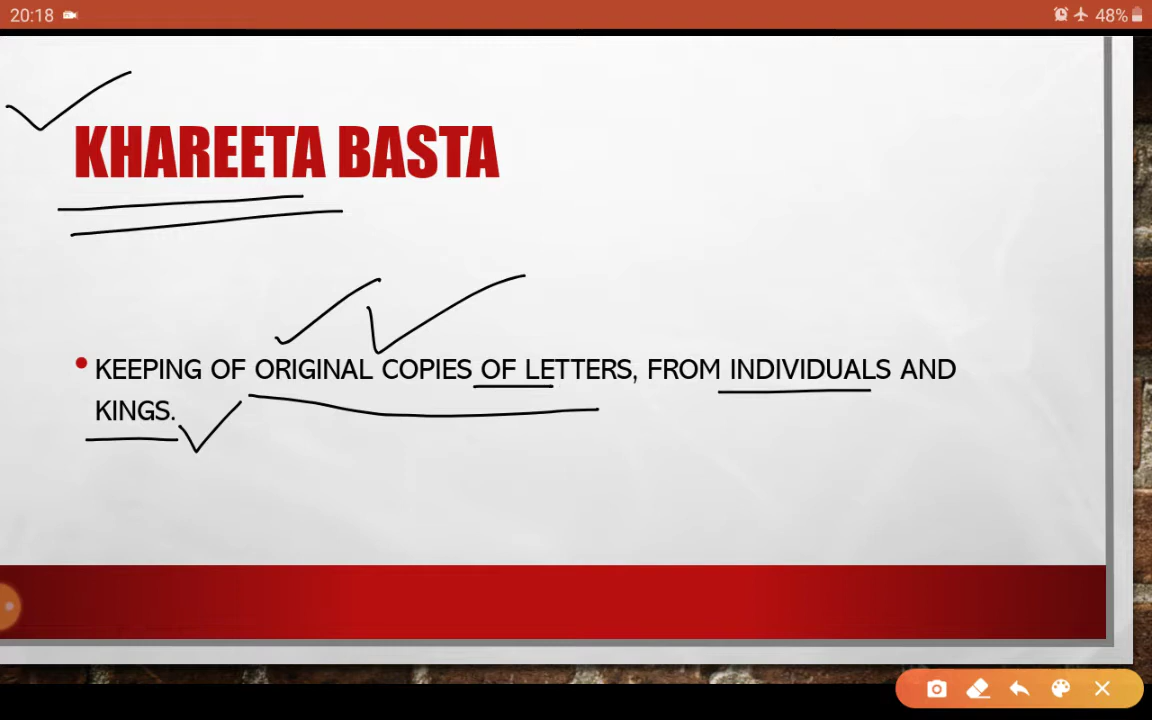 20:18
48%
KHAREETA BASTA
• KEEPING OF ORIGINAL COPIES OF LETTERS, FROM INDIVIDUALS AND
KINGS.